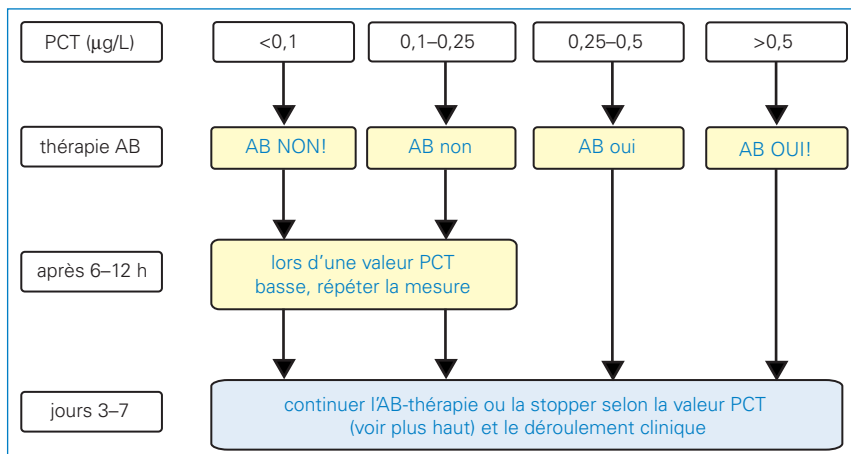 PCT (µg/L)
<0,1
0,1–0,25
0,25–0,5
>0,5
thérapie AB
AB NON!
AB non
AB oui
AB OUI!
après 6–12 h
lors d’une valeur PCT
basse, répéter la mesure
jours 3–7
continuer l’AB-thérapie ou la stopper selon la valeur PCT
(voir plus haut) et le déroulement clinique